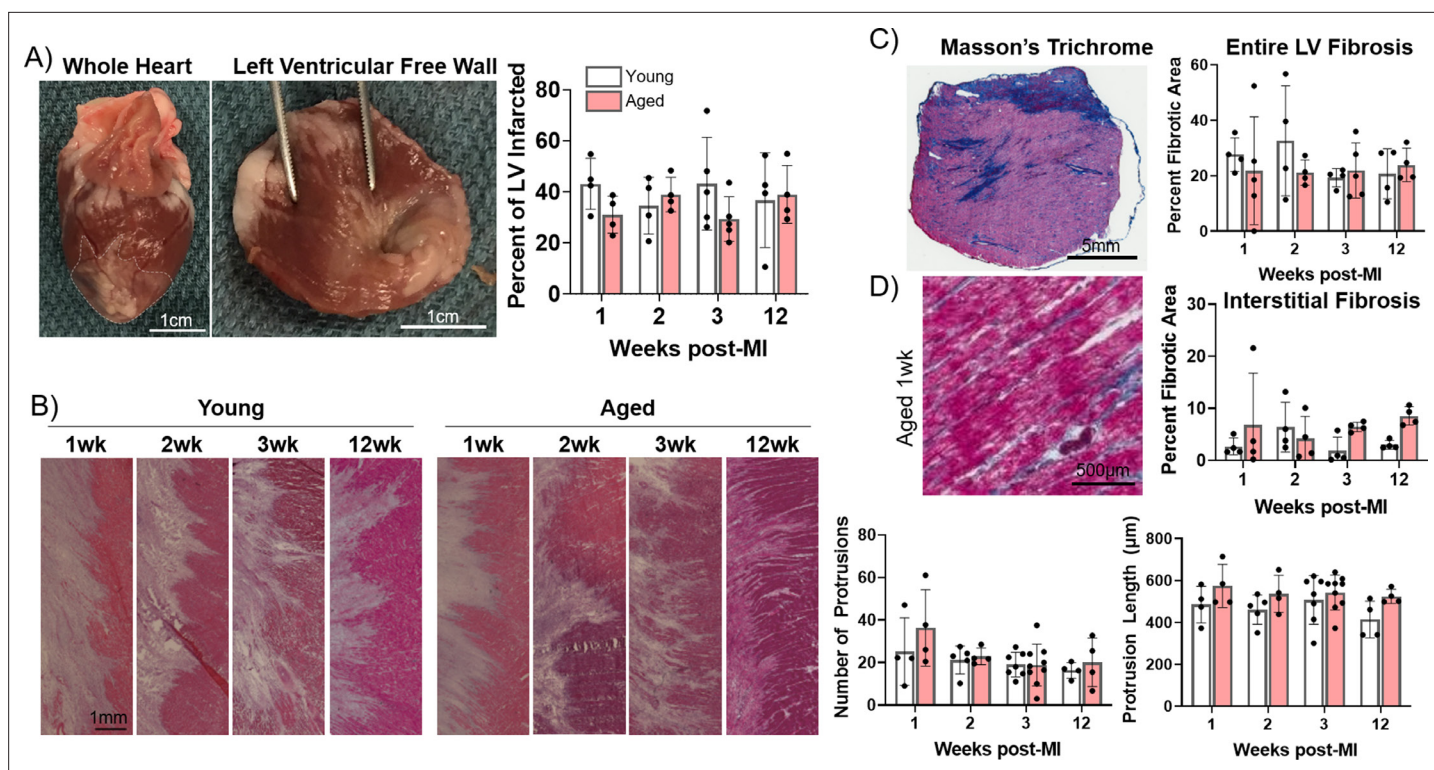 A)
Whole Heart
Left Ventricular Free Wall
1cm
1cm
Percent of LV Infarcted
80
60
40
20
0
Young
Aged
1 2 3 12
Weeks post-MI
B)
Young
Aged
1wk 2wk 3wk 12wk
1wk 2wk 3wk 12wk
1mm
C)
Masson's Trichrome
5mm
Entire LV Fibrosis
Percent Fibrotic Area
60
40
20
0
1 2 3 12
Weeks post-MI
D)
Aged 1wk
500μm
Interstitial Fibrosis
Percent Fibrotic Area
30
20
10
0
1 2 3 12
Weeks post-MI
Number of Protrusions
80
60
40
20
0
1 2 3 12
Weeks post-MI
Protrusion Length (μm)
800
600
400
200
0
1 2 3 12
Weeks post-MI